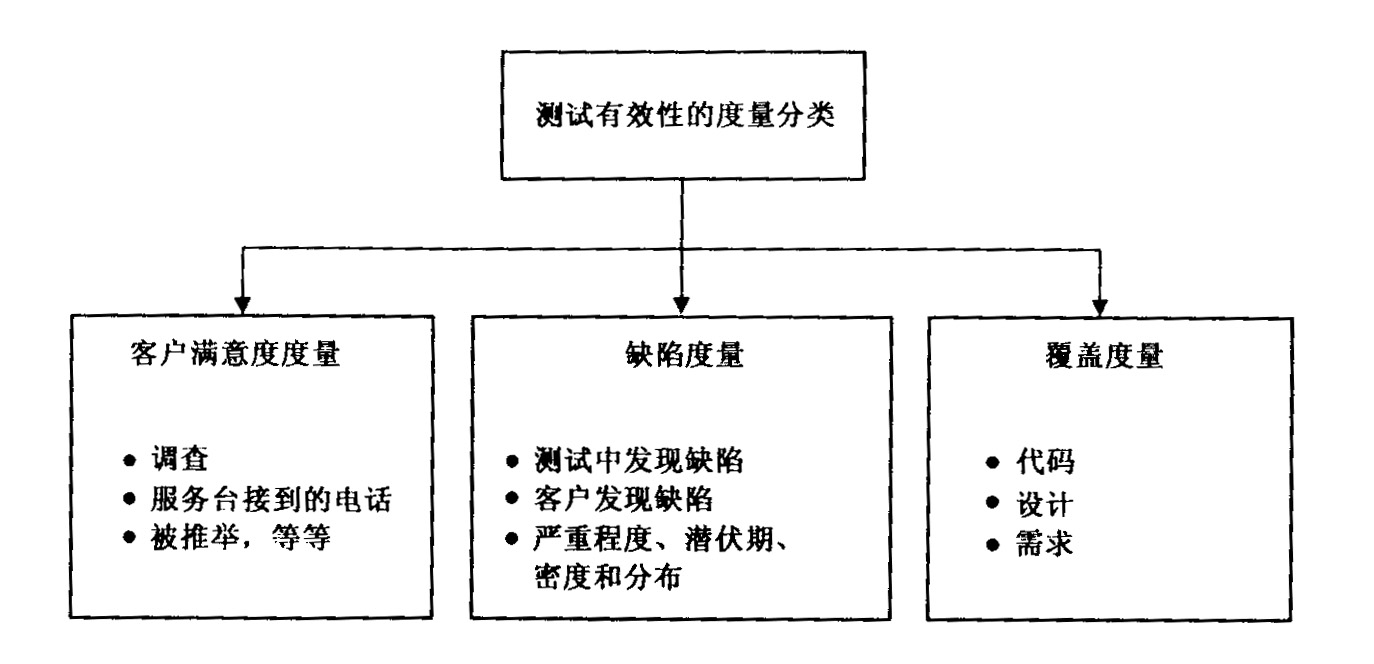 测试有效性的度量分类
客户满意度度量
● 调查
● 服务台接到的电话
● 被推举，等等
缺陷度量
● 测试中发现缺陷
● 客户发现缺陷
● 严重程度、潜伏期、
密度和分布
覆盖度量
● 代码
● 设计
● 需求